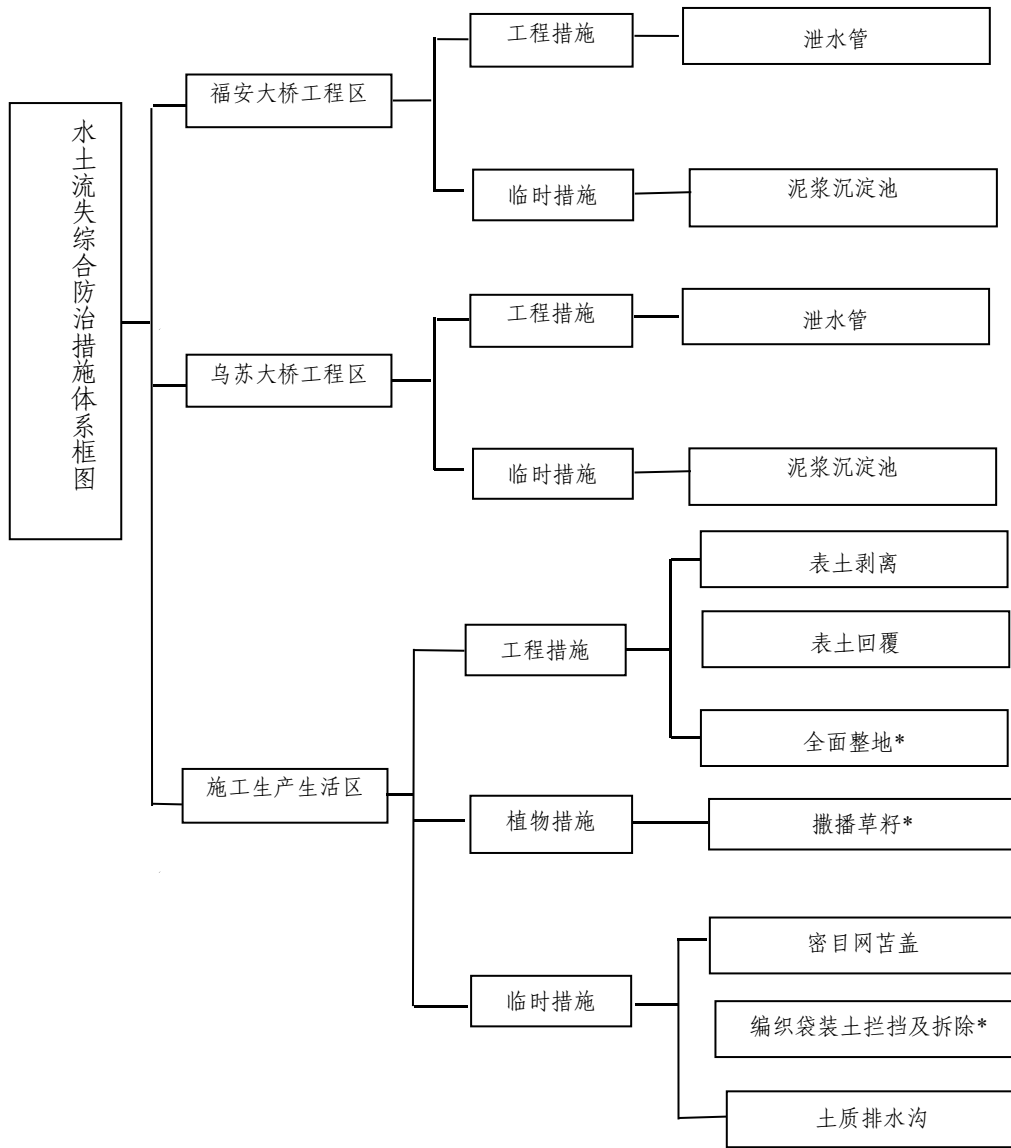 水土流失综合防治措施体系框图
福安大桥工程区
工程措施
泄水管
临时措施
泥浆沉淀池
乌苏大桥工程区
工程措施
泄水管
临时措施
泥浆沉淀池
施工生产生活区
工程措施
表土剥离
表土回覆
全面整地*
植物措施
撒播草籽*
临时措施
密目网苫盖
编织袋装土拦挡及拆除*
土质排水沟